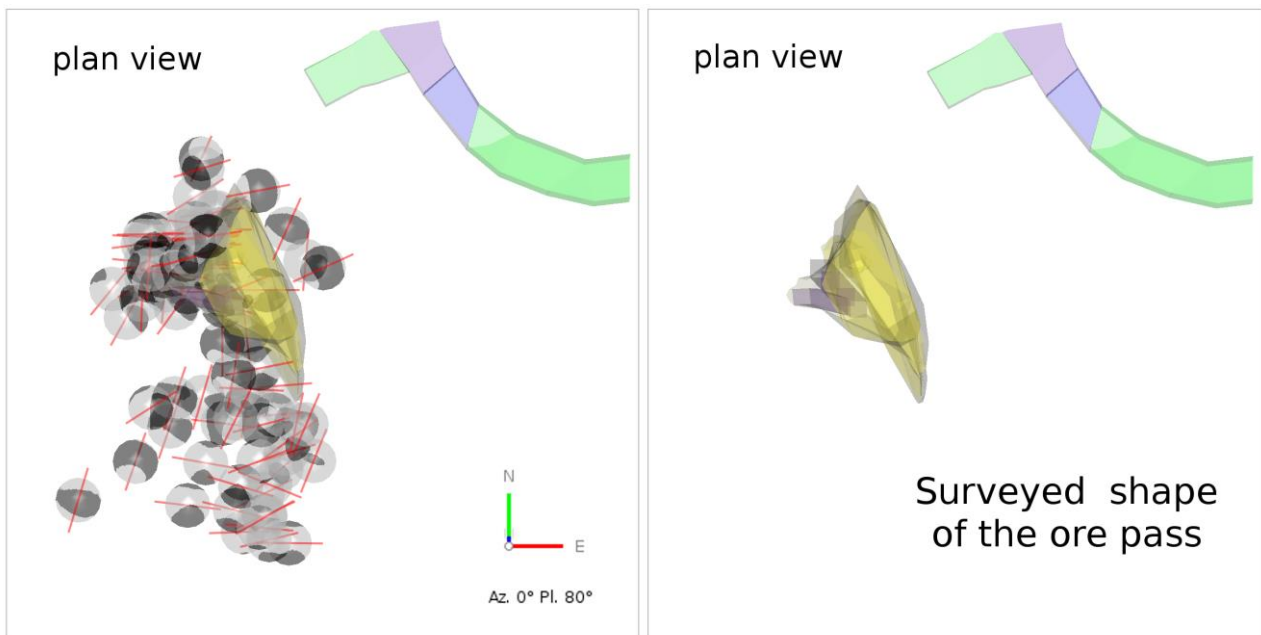 plan view
N
E
Az. 0° Pl. 80°
plan view
Surveyed shape
of the ore pass